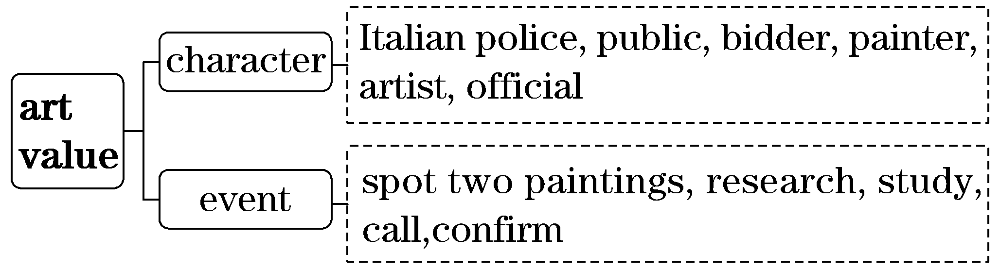 art
value
character
Italian police, public, bidder, painter,
artist, official
event
spot two paintings, research, study,
call,confirm